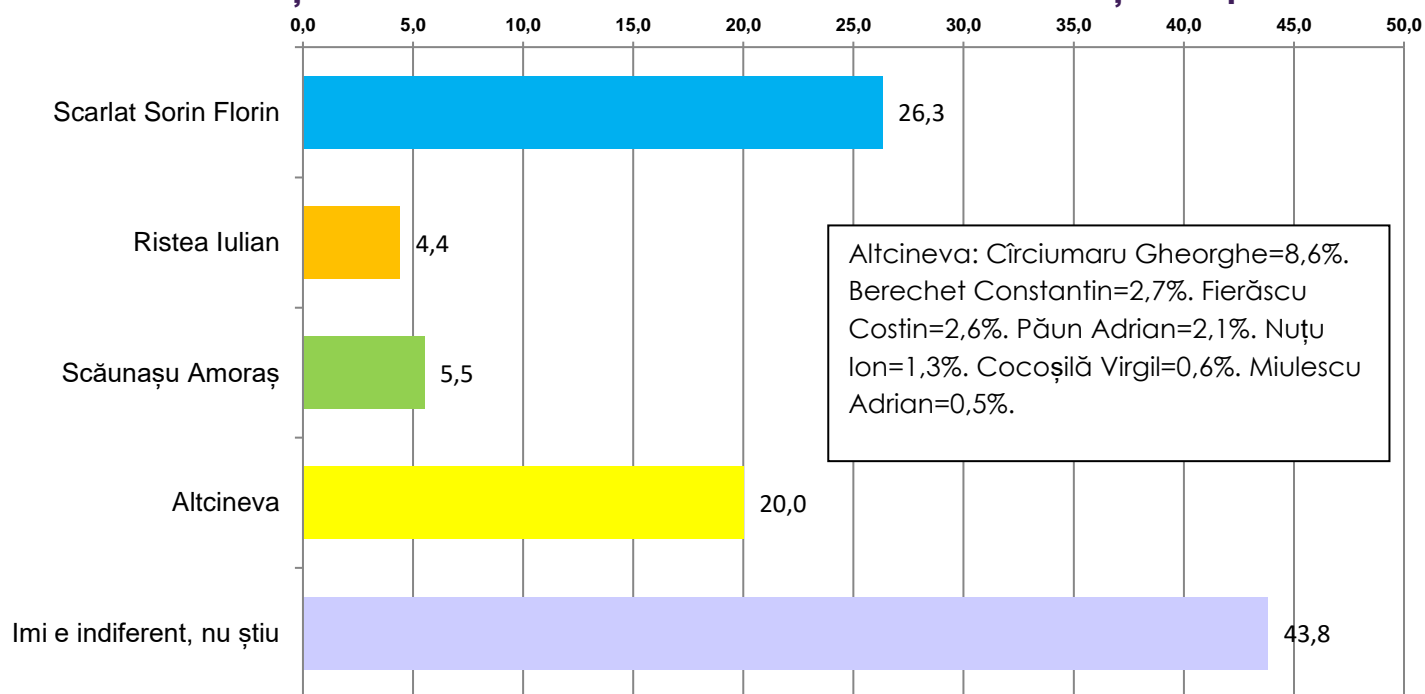 0,0 5,0 10,0 15,0 20,0 25,0 30,0 35,0 40,0 45,0 50,0
Scarlat Sorin Florin 26,3
Ristea Iulian 4,4
Altcineva: Cîrciumaru Gheorghe=8,6%.
Berechet Constantin=2,7%. Fierăscu
Costin=2,6%. Păun Adrian=2,1%. Nuțu
Ion=1,3%. Cocoșilă Virgil=0,6%. Miulescu
Adrian=0,5%.
Scăunașu Amoraș 5,5
Altcineva 20,0
Imi e indiferent, nu știu 43,8